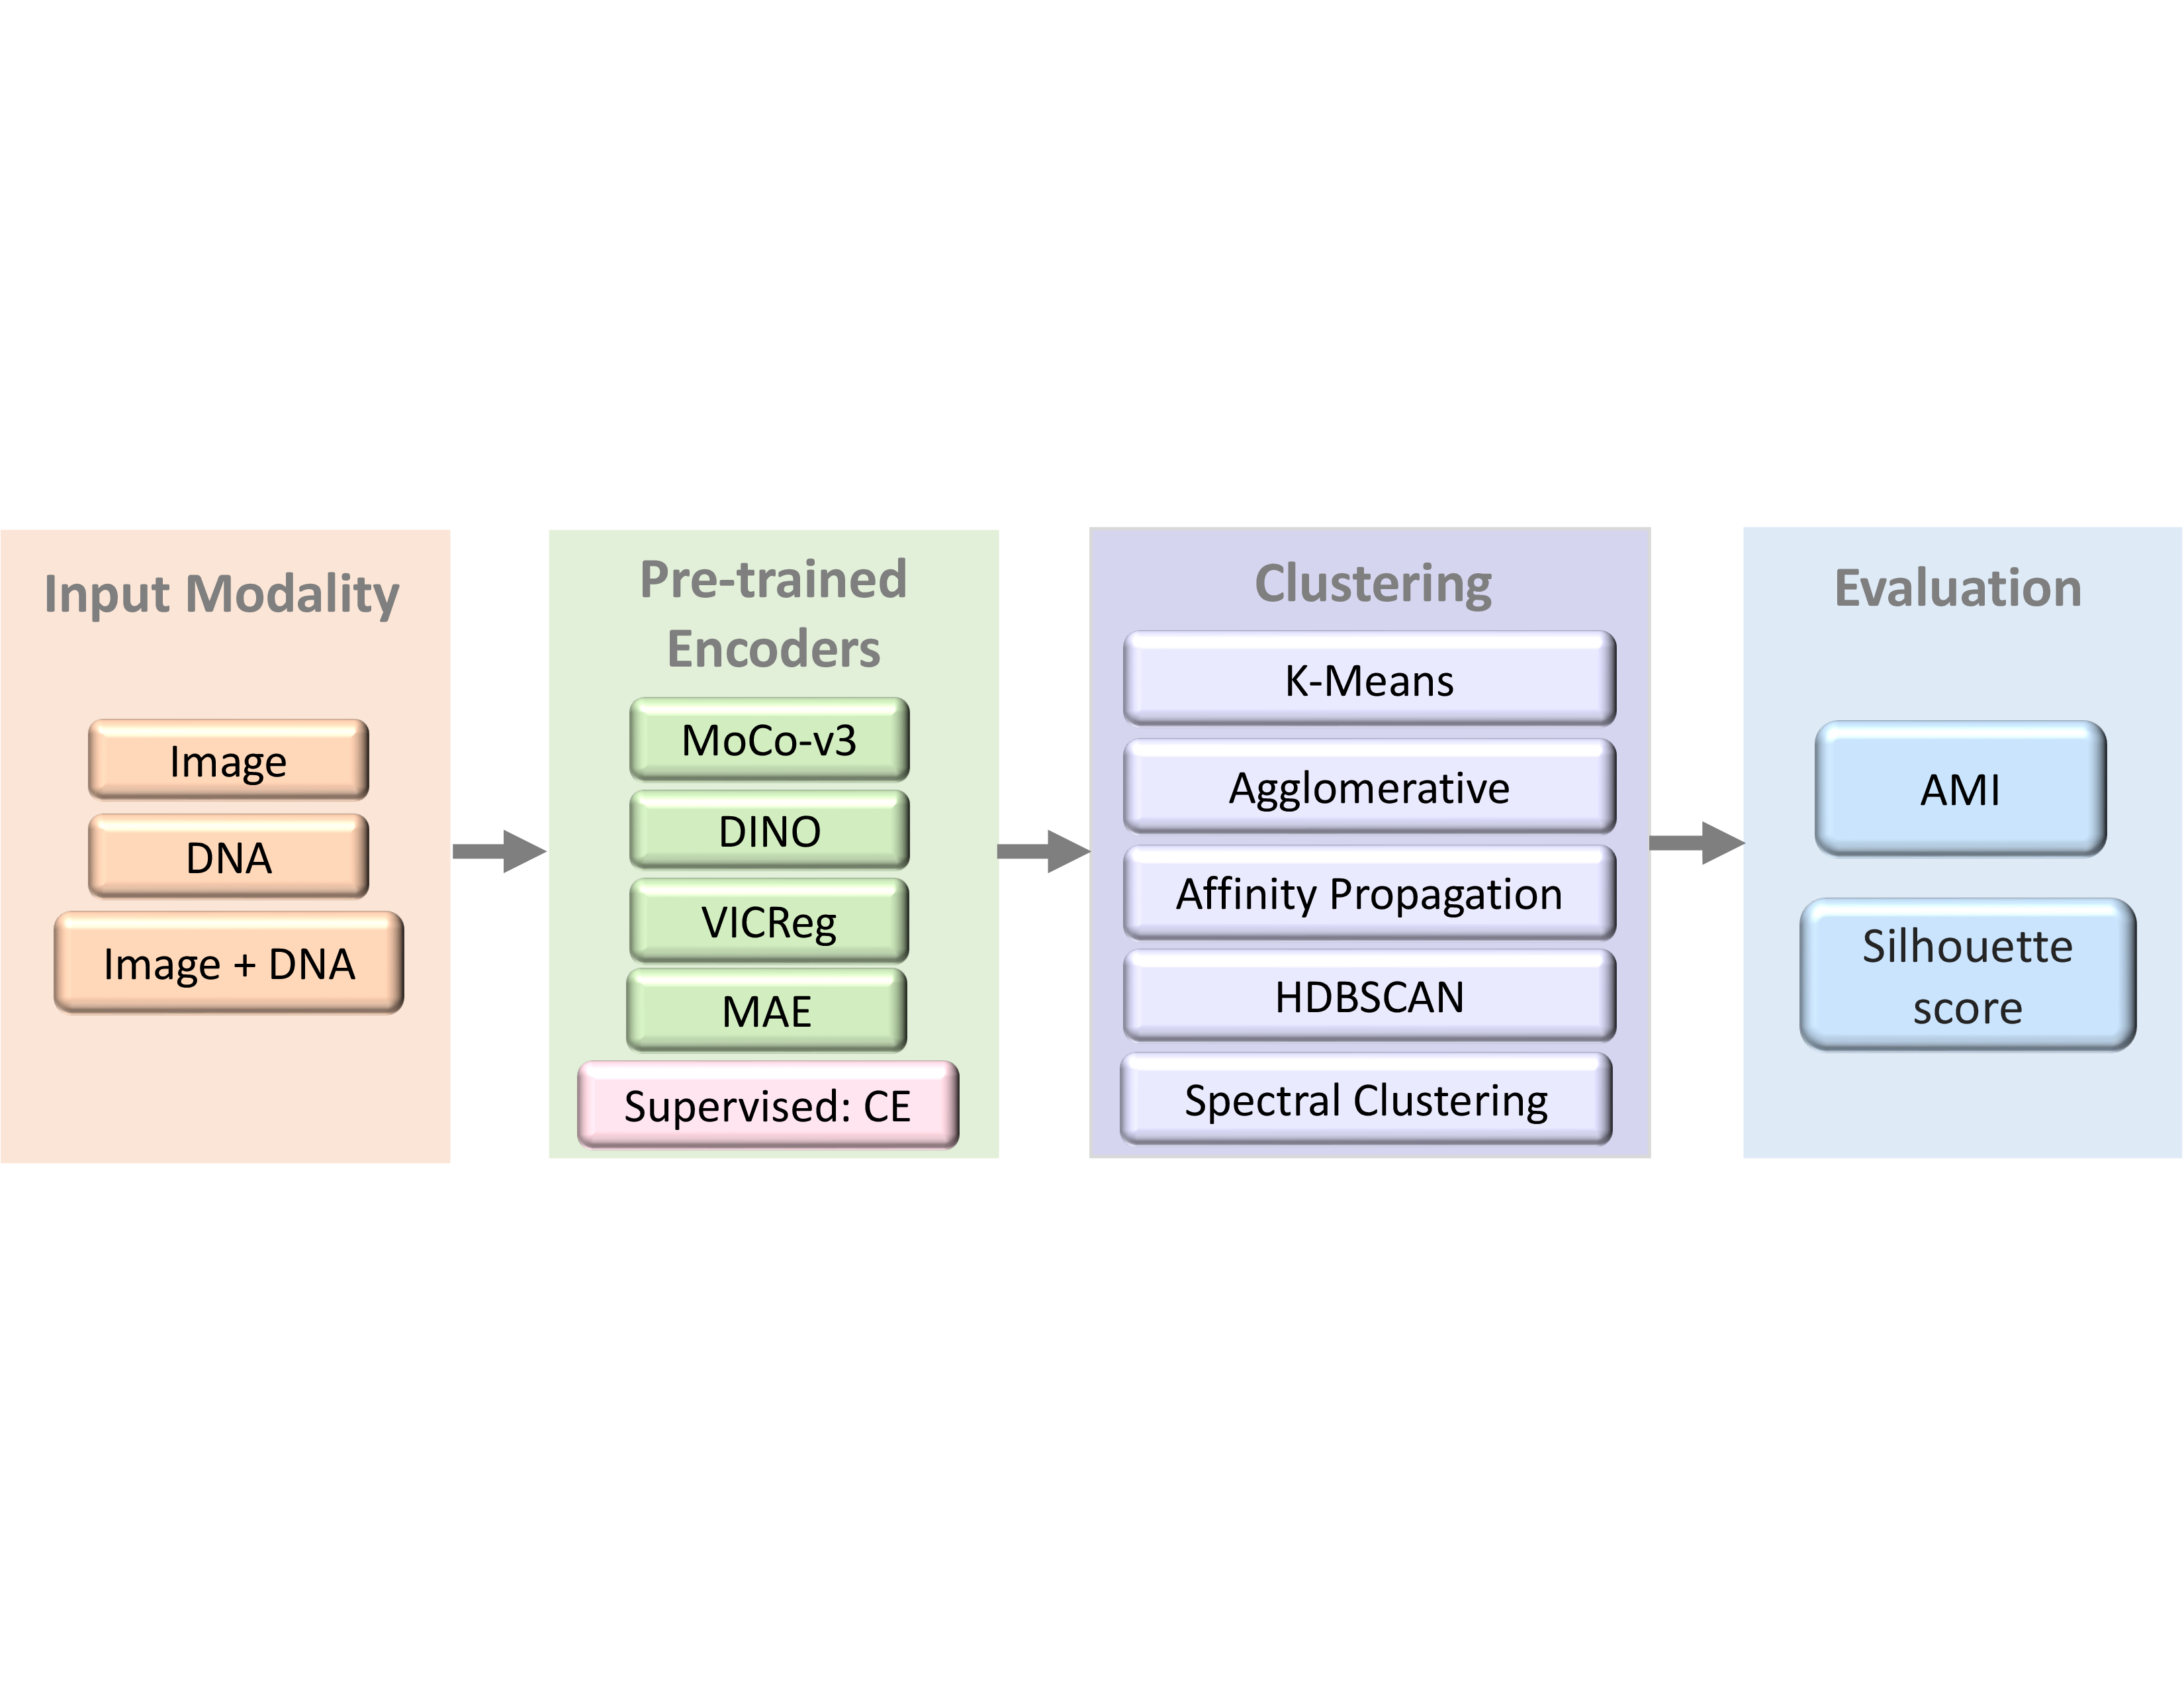 Input Modality
Image
DNA
Image + DNA
Pre-trained
Encoders
MoCo-v3
DINO
VICReg
MAE
Supervised: CE
Clustering
K-Means
Agglomerative
Affinity Propagation
HDBSCAN
Spectral Clustering
Evaluation
AMI
Silhouette
score